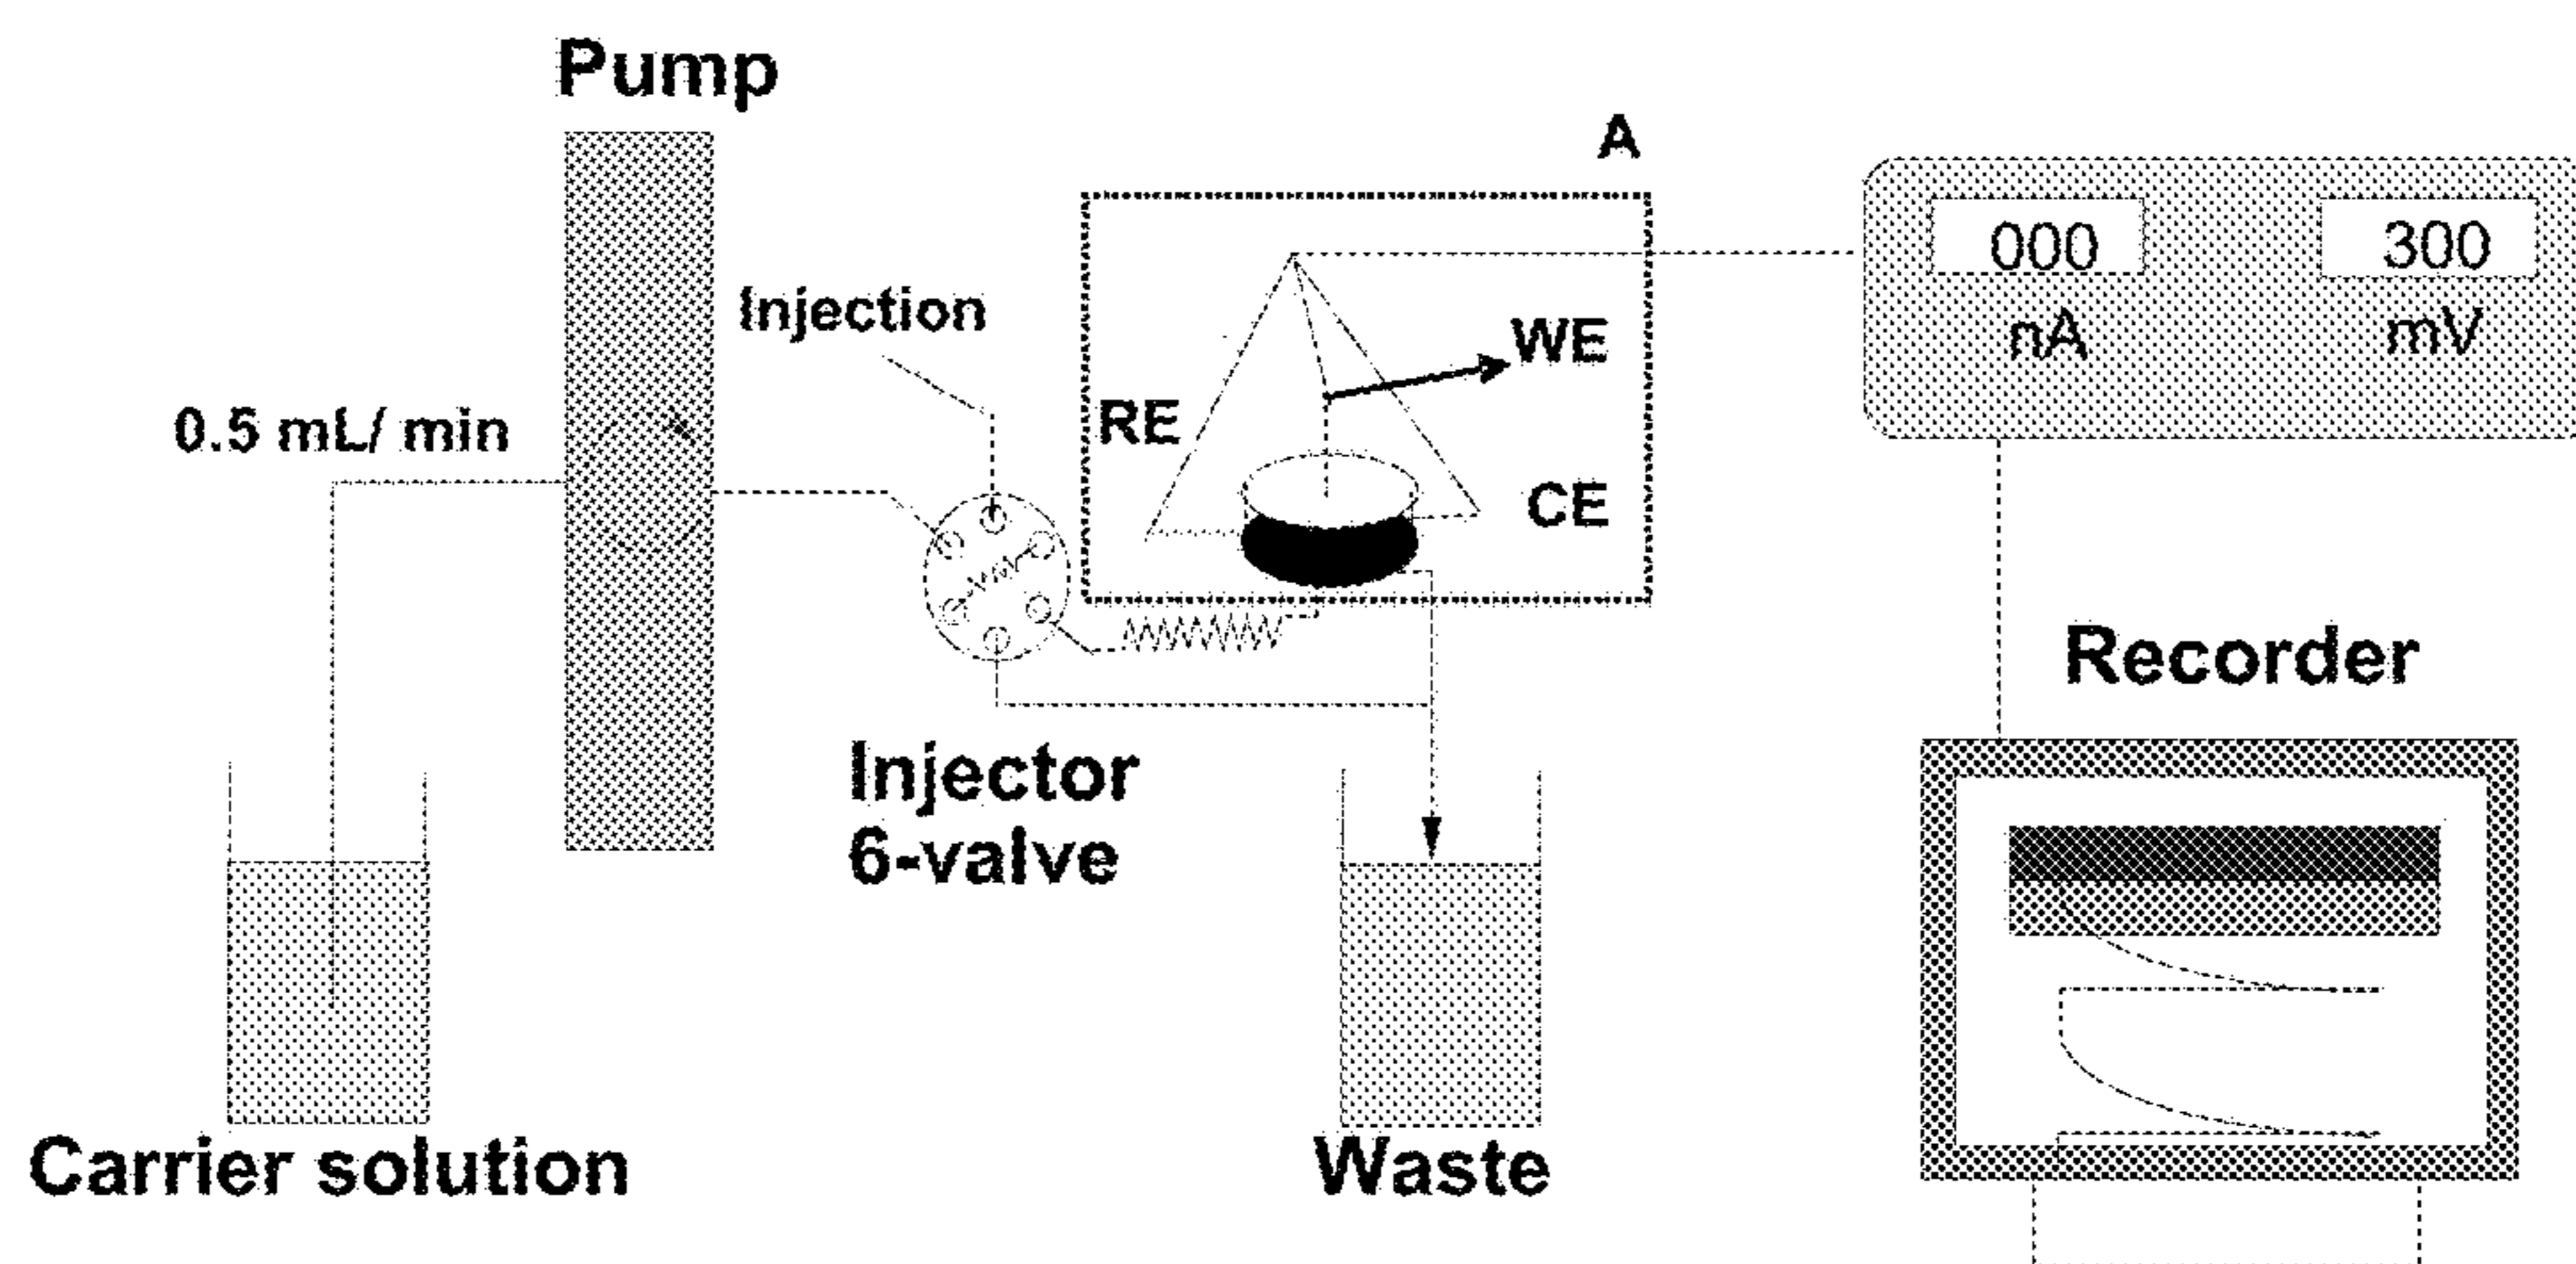 Pump
A
000
300
nA
mV
Injection
WE
RE
0.5 mL/ min
CE
Recorder
Injector
6-valve
Carrier solution
Waste